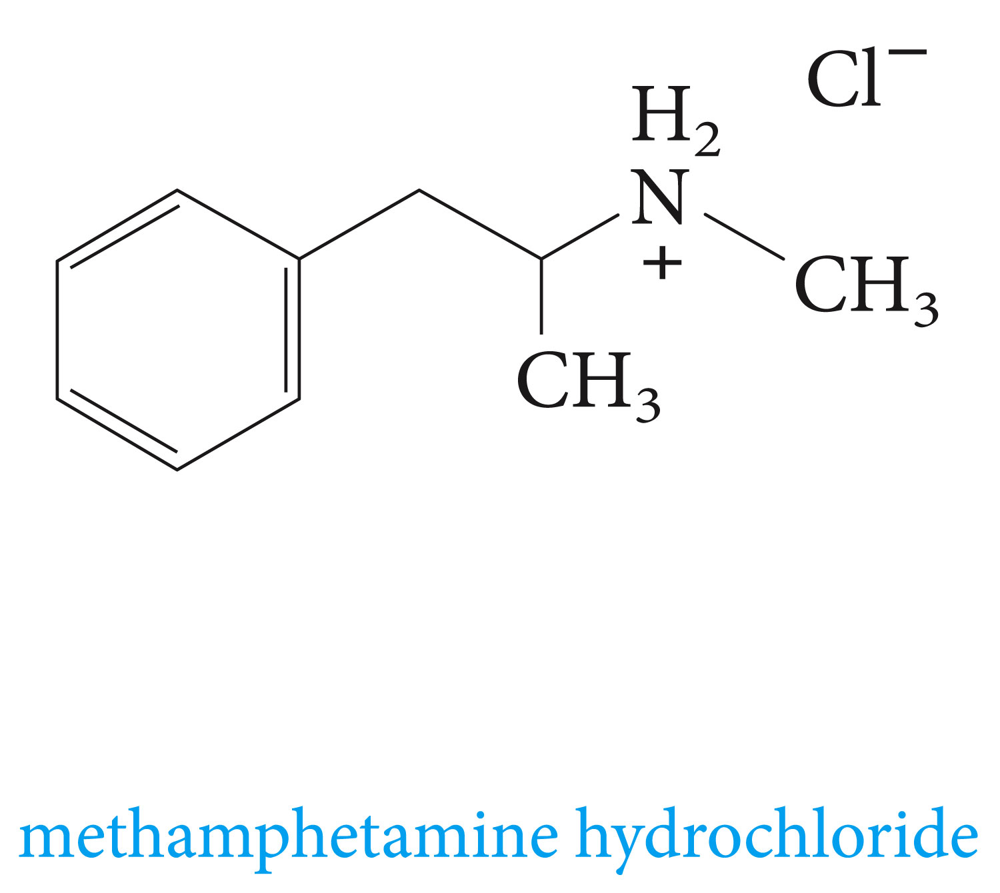 Cl⁻
H₂
N
+
CH₃
CH₃
methamphetamine hydrochloride